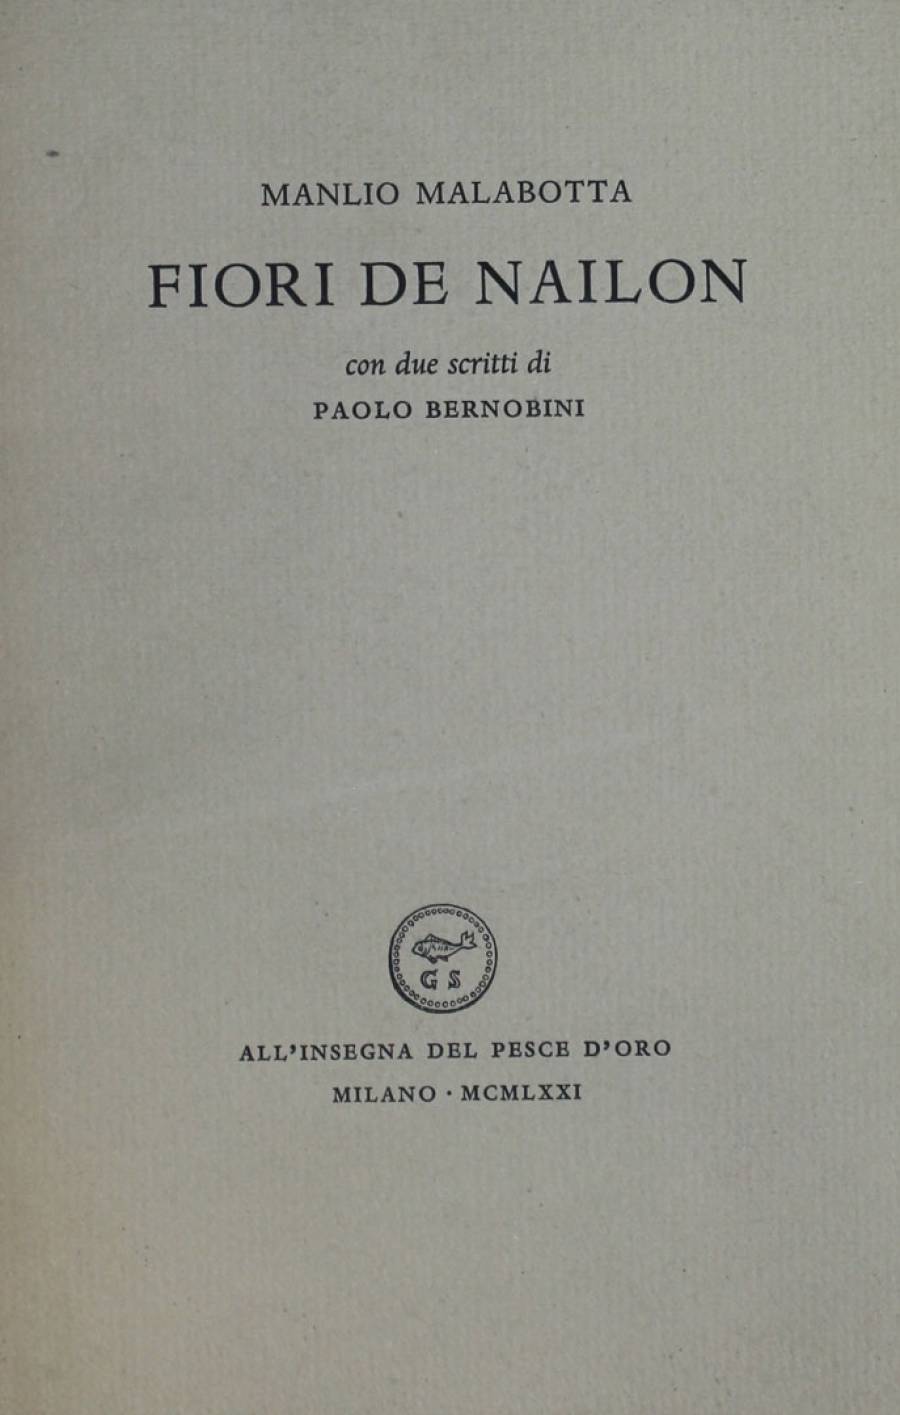 MANLIO MALABOTTA
FIORI DE NAILON
con due scritti di
PAOLO BERNOBINI
G S
ALL’INSEGNA DEL PESCE D’ORO
MILANO · MCMLXXI